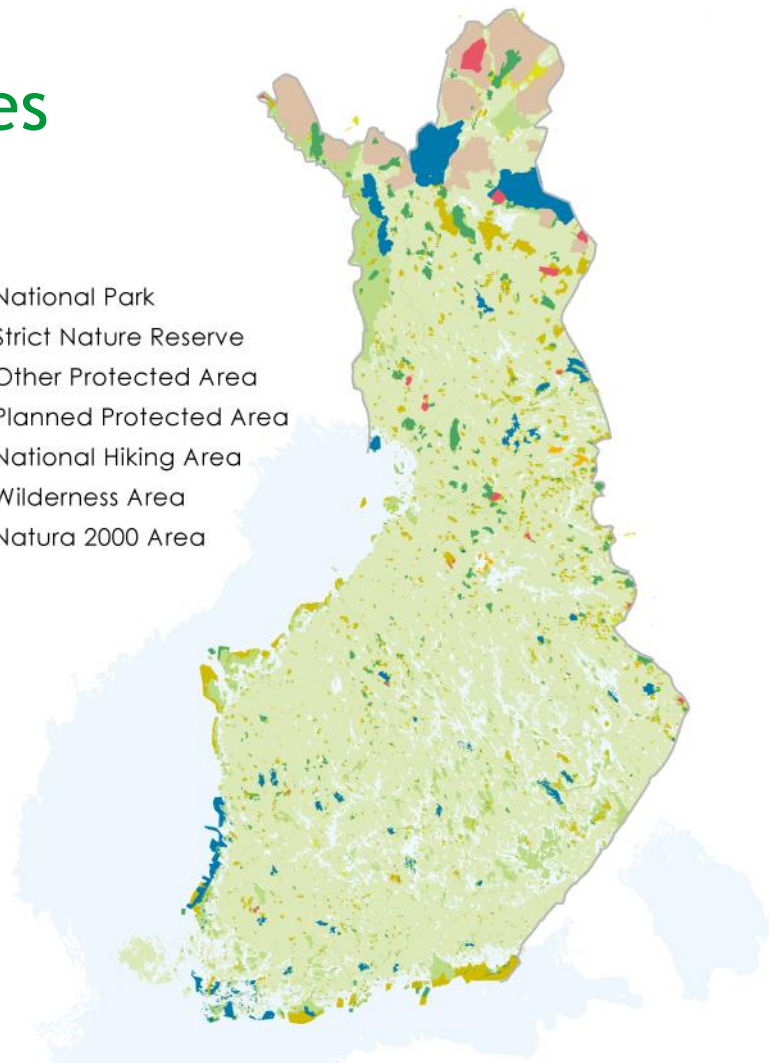 es
National Park
Strict Nature Reserve
Other Protected Area
Planned Protected Area
National Hiking Area
Wilderness Area
Natura 2000 Area